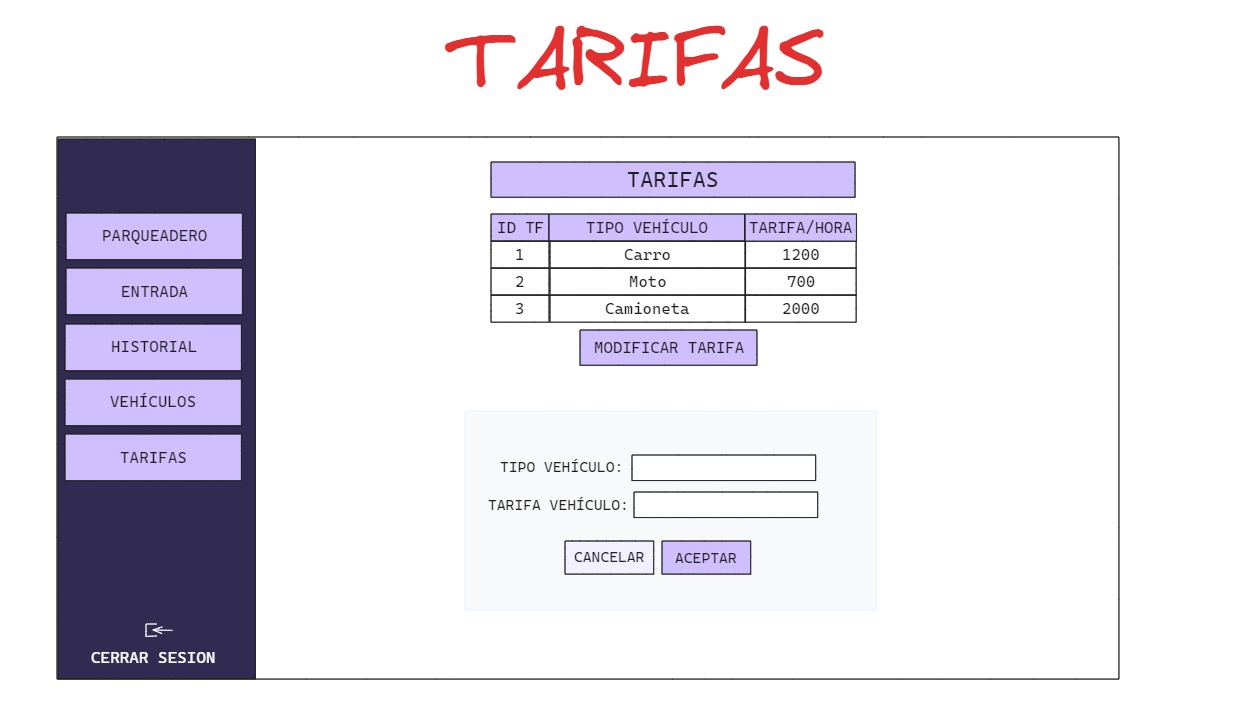 TARIFAS
PARQUEADERO
ENTRADA
HISTORIAL
VEHÍCULOS
TARIFAS
CERRAR SESION
TARIFAS
ID TF TIPO VEHÍCULO TARIFA/HORA
1 Carro 1200
2 Moto 700
3 Camioneta 2000
MODIFICAR TARIFA
TIPO VEHÍCULO:
TARIFA VEHÍCULO:
CANCELAR ACEPTAR